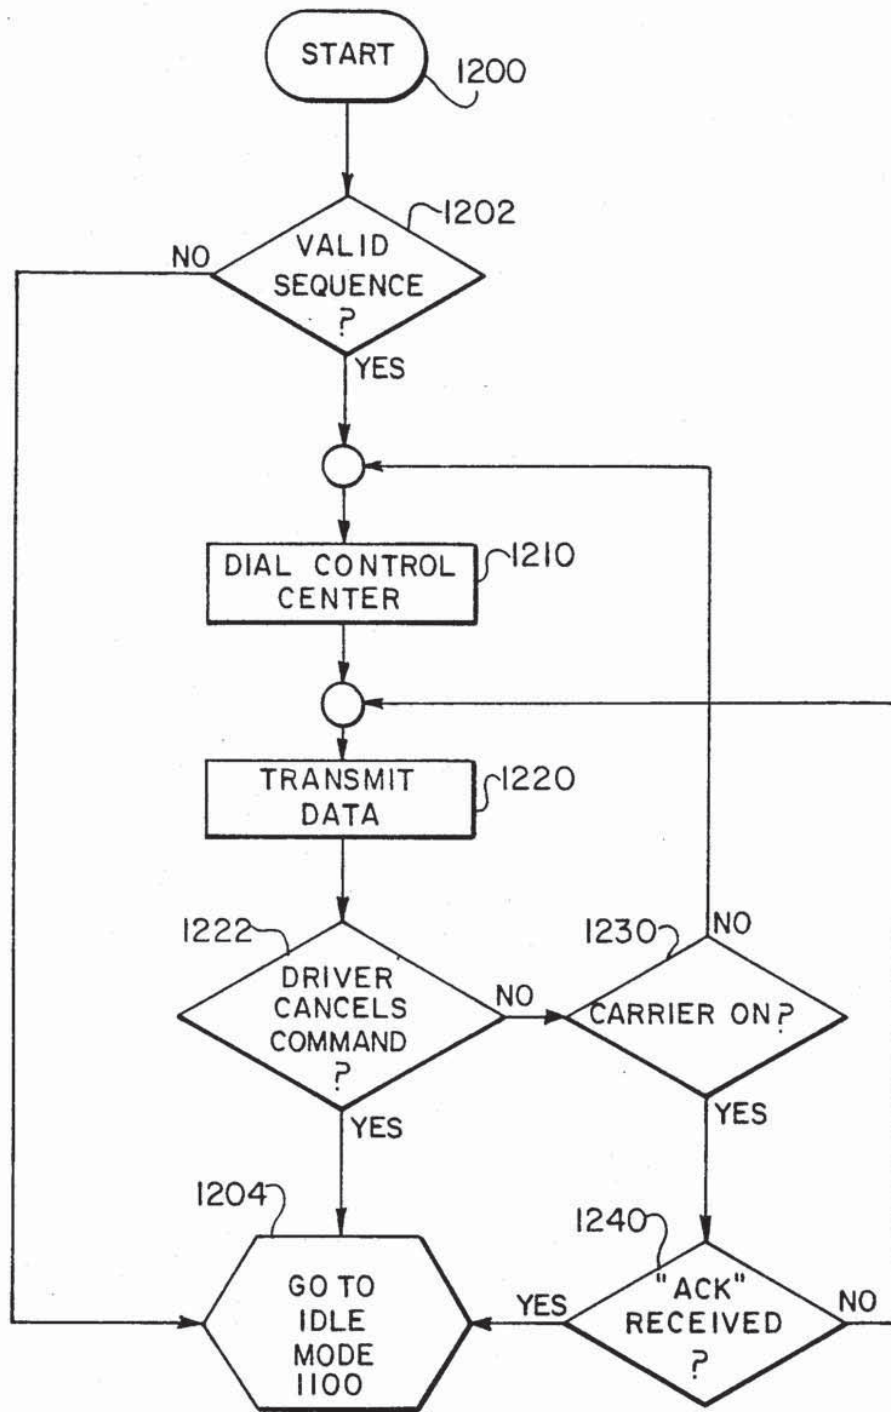 START
1200
1202
VALID
SEQUENCE
?
NO
YES
DIAL CONTROL
CENTER
1210
TRANSMIT
DATA
1220
1222
DRIVER
CANCELS
COMMAND
?
NO
YES
1230
CARRIER ON?
NO
YES
1204
GO TO
IDLE
MODE
1100
1240
"ACK"
RECEIVED
?
YES
NO